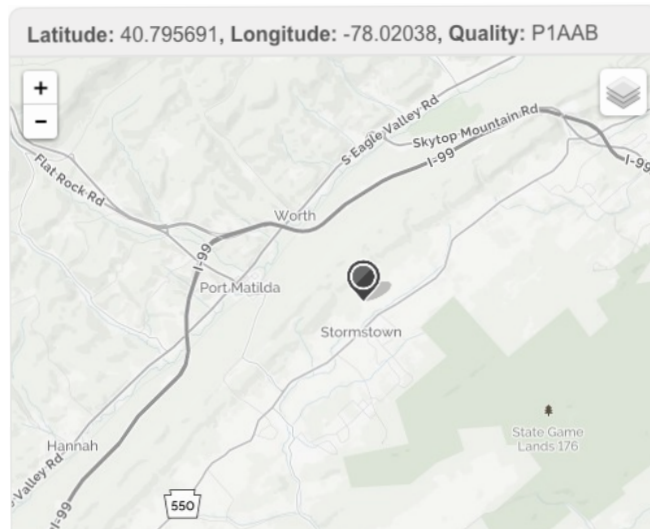 Latitude: 40.795691, Longitude: -78.02038, Quality: P1AAB
+
−
S Eagle Valley Rd
Skytop Mountain Rd
I-99
I-99
Flat Rock Rd
Worth
I-99
Port Matilda
Stormstown
State Game
Lands 176
Hannah
S Valley Rd
550
I-99